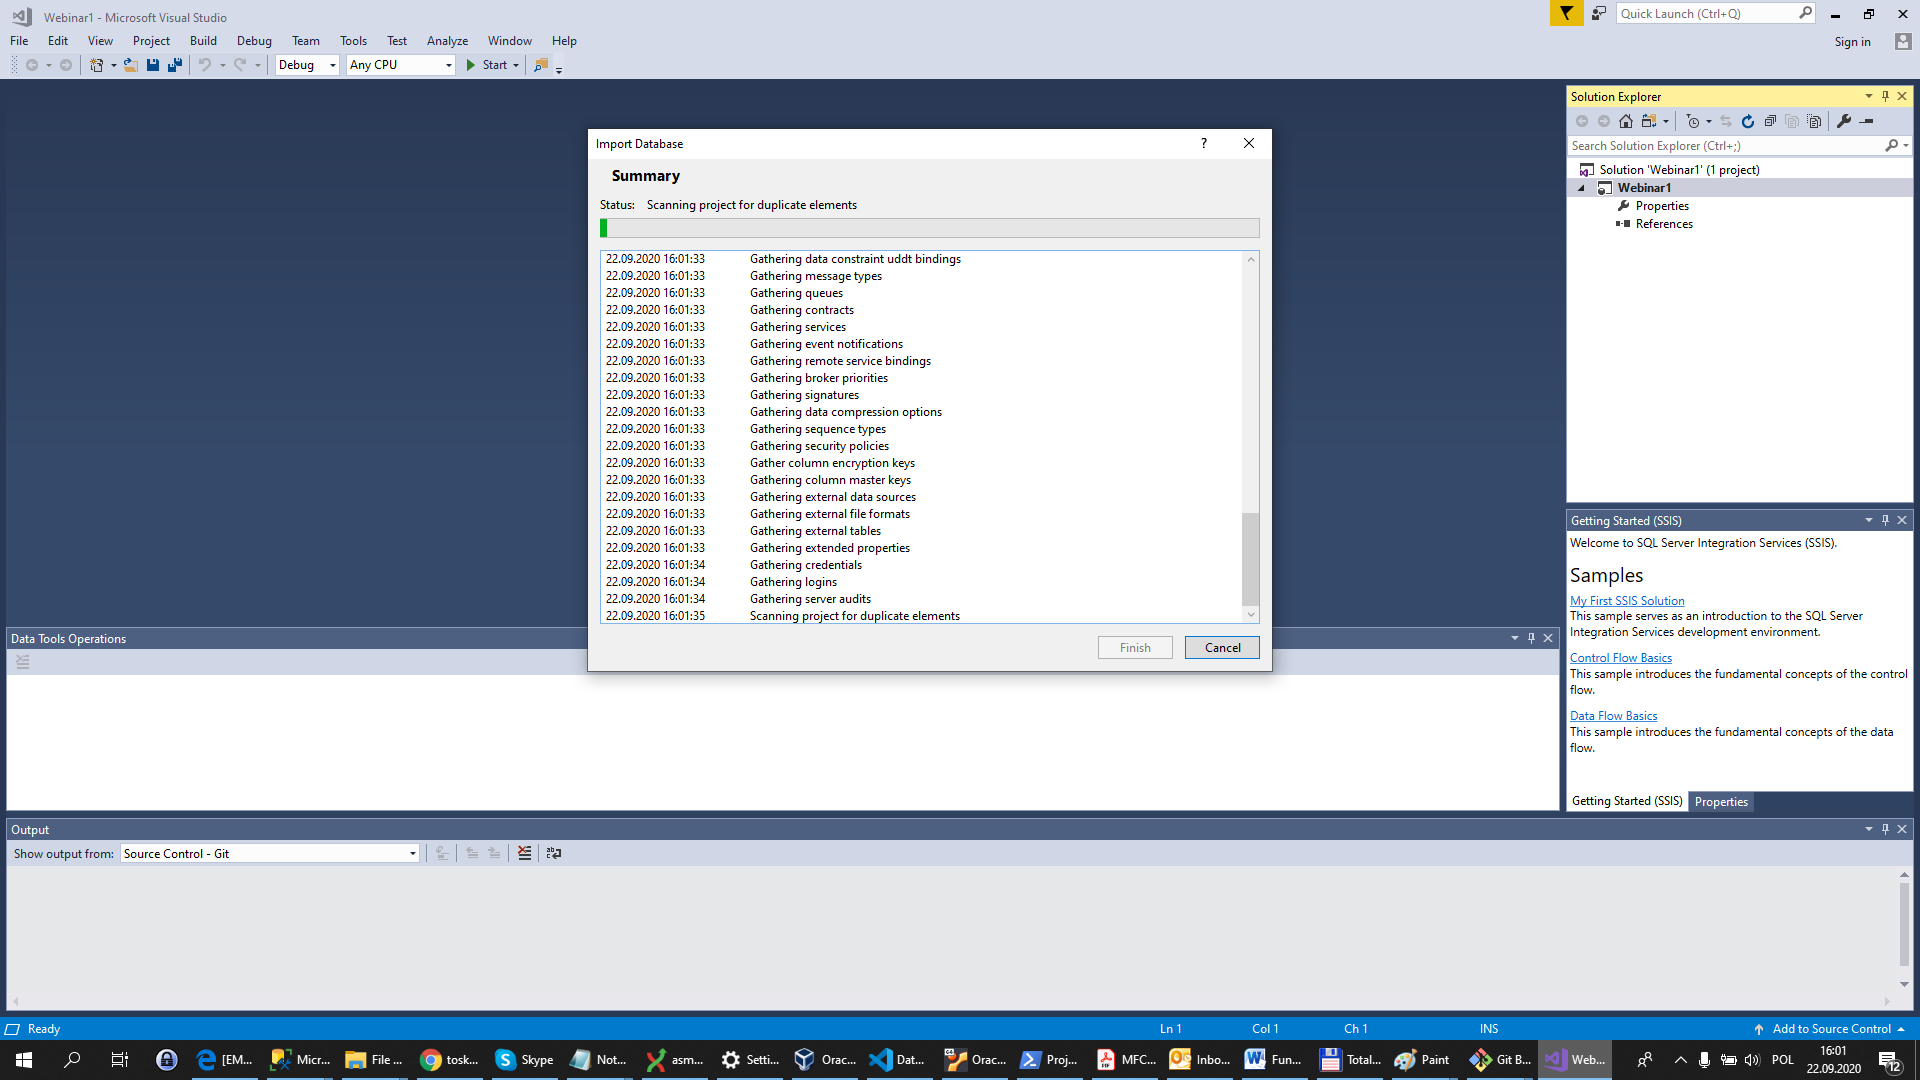 Webinar1 - Microsoft Visual Studio
Quick Launch (Ctrl+Q)
File Edit View Project Build Debug Team Tools Test Analyze Window Help
Sign in
Debug
Any CPU
Start
Solution Explorer
Search Solution Explorer (Ctrl+;)
Solution 'Webinar1' (1 project)
Webinar1
Properties
References
Import Database
?
Summary
Status: Scanning project for duplicate elements
22.09.2020 16:01:33 Gathering data constraint uddt bindings
22.09.2020 16:01:33 Gathering message types
22.09.2020 16:01:33 Gathering queues
22.09.2020 16:01:33 Gathering contracts
22.09.2020 16:01:33 Gathering services
22.09.2020 16:01:33 Gathering event notifications
22.09.2020 16:01:33 Gathering remote service bindings
22.09.2020 16:01:33 Gathering broker priorities
22.09.2020 16:01:33 Gathering signatures
22.09.2020 16:01:33 Gathering data compression options
22.09.2020 16:01:33 Gathering sequence types
22.09.2020 16:01:33 Gathering security policies
22.09.2020 16:01:33 Gather column encryption keys
22.09.2020 16:01:33 Gathering column master keys
22.09.2020 16:01:33 Gathering external data sources
22.09.2020 16:01:33 Gathering external file formats
22.09.2020 16:01:33 Gathering external tables
22.09.2020 16:01:33 Gathering extended properties
22.09.2020 16:01:34 Gathering credentials
22.09.2020 16:01:34 Gathering logins
22.09.2020 16:01:34 Gathering server audits
22.09.2020 16:01:35 Scanning project for duplicate elements
Finish
Cancel
Getting Started (SSIS)
Welcome to SQL Server Integration Services (SSIS).
Samples
My First SSIS Solution
This sample serves as an introduction to the SQL Server
Integration Services development environment.
Control Flow Basics
This sample introduces the fundamental concepts of the control
flow.
Data Flow Basics
This sample introduces the fundamental concepts of the data
flow.
Getting Started (SSIS) Properties
Data Tools Operations
Output
Show output from: Source Control - Git
Ready
Ln 1 Col 1 Ch 1 INS
Add to Source Control
[EM... Micr... File ... tosk... Skype Not... asm... Setti... Orac... Dat... Orac... Proj... MFC... Inbo... Fun... Total... Paint Git B... Web...
POL
16:01
22.09.2020
12